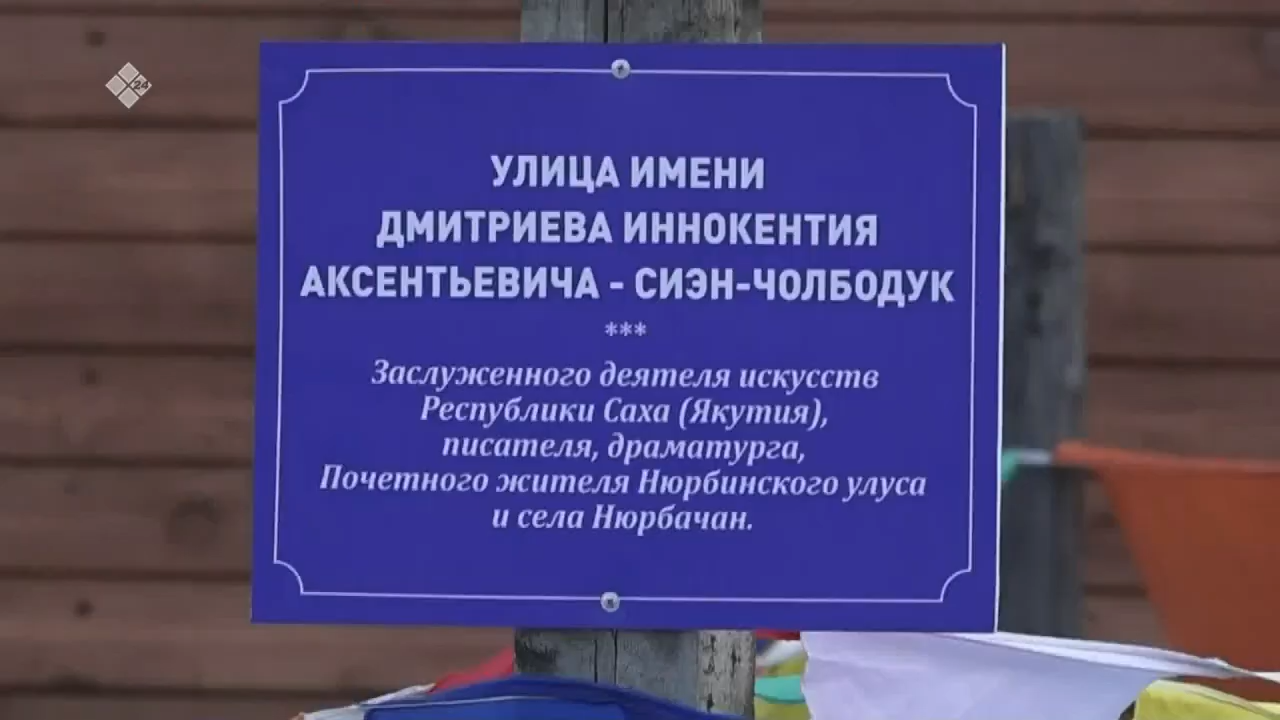 24
УЛИЦА ИМЕНИ
ДМИТРИЕВА ИННОКЕНТИЯ
АКСЕНТЬЕВИЧА - СИЭН-ЧОЛБОДУК
***
Заслуженного деятеля искусств
Республики Саха (Якутия),
писателя, драматурга,
Почетного жителя Нюрбинского улуса
и села Нюрбачан.